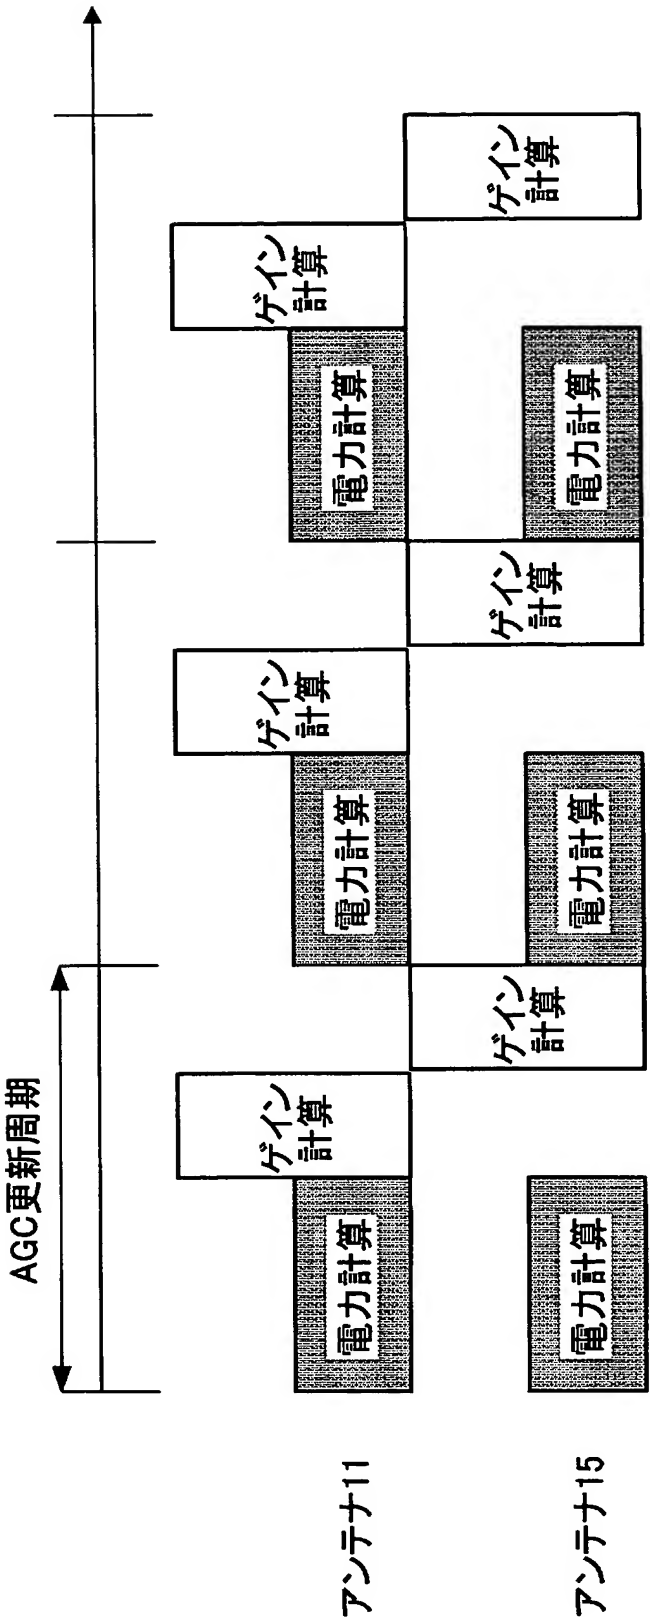 AGC更新周期
アンテナ11
電力計算
ゲイン
計算
電力計算
ゲイン
計算
電力計算
ゲイン
計算
アンテナ15
電力計算
ゲイン
計算
電力計算
ゲイン
計算
電力計算
ゲイン
計算